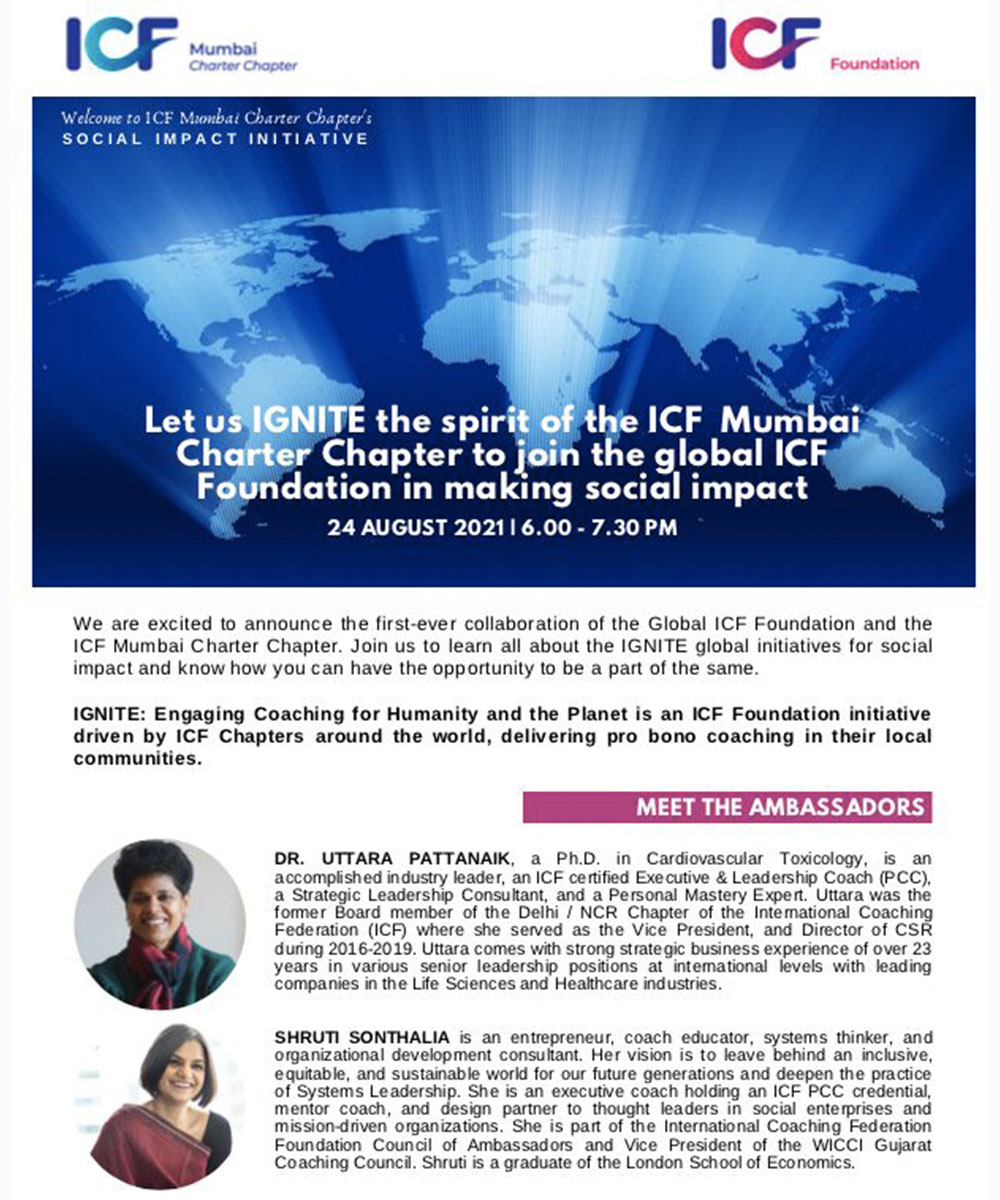 ICF Mumbai
Charter Chapter
ICF Foundation
Welcome to ICF Mumbai Charter Chapter's
SOCIAL IMPACT INITIATIVE
Let us IGNITE the spirit of the ICF Mumbai
Charter Chapter to join the global ICF
Foundation in making social impact
24 AUGUST 2021 | 6.00 - 7.30 PM
We are excited to announce the first-ever collaboration of the Global ICF Foundation and the
ICF Mumbai Charter Chapter. Join us to learn all about the IGNITE global initiatives for social
impact and know how you can have the opportunity to be a part of the same.
IGNITE: Engaging Coaching for Humanity and the Planet is an ICF Foundation initiative
driven by ICF Chapters around the world, delivering pro bono coaching in their local
communities.
MEET THE AMBASSADORS
DR. UTTARA PATTANAIK, a Ph.D. in Cardiovascular Toxicology, is an
accomplished industry leader, an ICF certified Executive & Leadership Coach (PCC),
a Strategic Leadership Consultant, and a Personal Mastery Expert. Uttara was the
former Board member of the Delhi / NCR Chapter of the International Coaching
Federation (ICF) where she served as the Vice President, and Director of CSR
during 2016-2019. Uttara comes with strong strategic business experience of over 23
years in various senior leadership positions at international levels with leading
companies in the Life Sciences and Healthcare industries.
SHRUTI SONTHALIA is an entrepreneur, coach educator, systems thinker, and
organizational development consultant. Her vision is to leave behind an inclusive,
equitable, and sustainable world for our future generations and deepen the practice
of Systems Leadership. She is an executive coach holding an ICF PCC credential,
mentor coach, and design partner to thought leaders in social enterprises and
mission-driven organizations. She is part of the International Coaching Federation
Foundation Council of Ambassadors and Vice President of the WICCI Gujarat
Coaching Council. Shruti is a graduate of the London School of Economics.